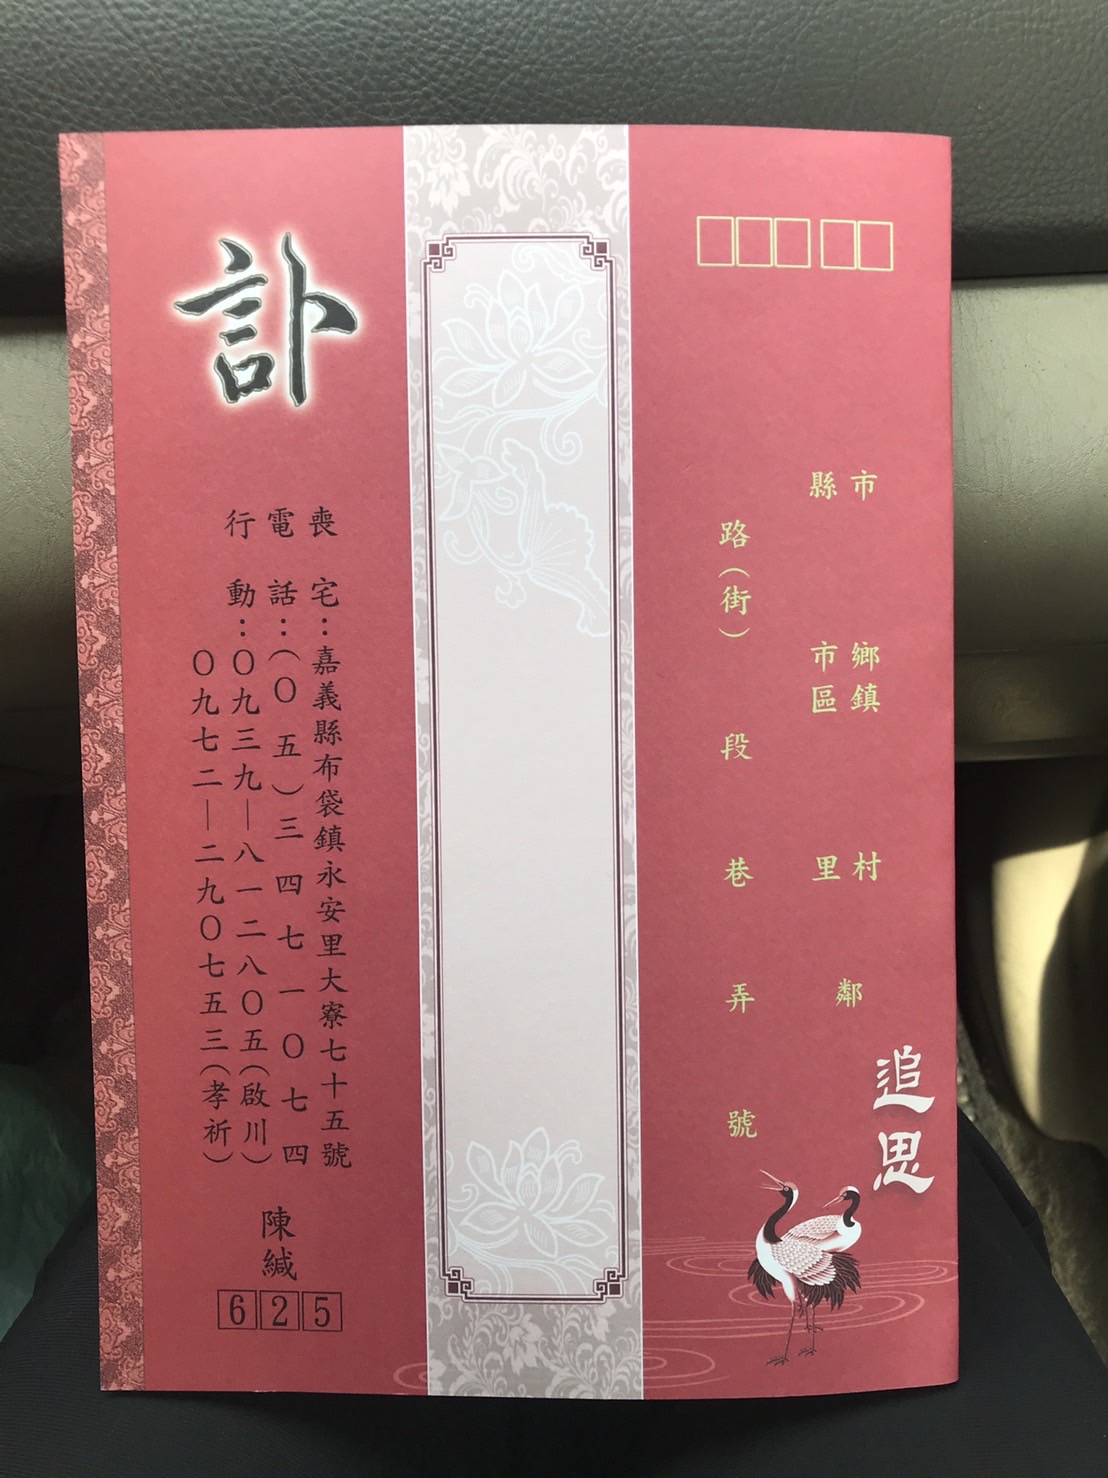 市
縣
鄉鎮
市區
村
里
鄰
路（街）
段
巷
弄
號
追思
訃
喪宅：嘉義縣布袋鎮永安里大寮七十五號
電話：（〇五）三四七一〇七四
行動：〇九三九—八一二八〇五（啟川）
〇九七二—二九〇七五三（孝祈）
陳緘
625